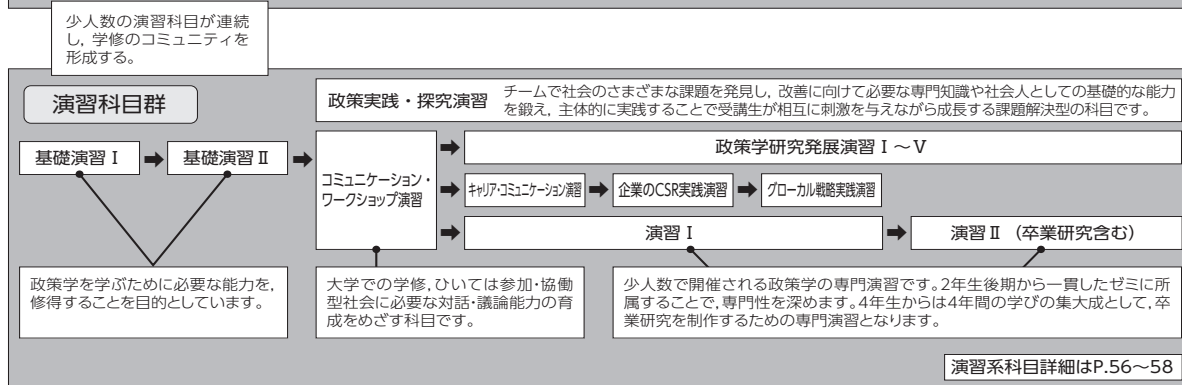 少人数の演習科目が連続
し，学修のコミュニティを
形成する。
演習科目群
政策実践・探究演習
チームで社会のさまざまな課題を発見し，改善に向けて必要な専門知識や社会人としての基礎的な能力
を鍛え，主体的に実践することで受講生が相互に刺激を与えながら成長する課題解決型の科目です。
基礎演習Ⅰ
基礎演習Ⅱ
コミュニケーション・
ワークショップ演習
政策学研究発展演習Ⅰ～Ⅴ
キャリア・コミュニケーション演習
企業のCSR実践演習
グローカル戦略実践演習
演習Ⅰ
演習Ⅱ（卒業研究含む）
政策学を学ぶために必要な能力を，
修得することを目的としています。
大学での学修，ひいては参加・協働
型社会に必要な対話・議論能力の育
成をめざす科目です。
少人数で開催される政策学の専門演習です。2年生後期から一貫したゼミに所
属することで，専門性を深めます。4年生からは4年間の学びの集大成として，卒
業研究を制作するための専門演習となります。
演習系科目詳細はP.56～58